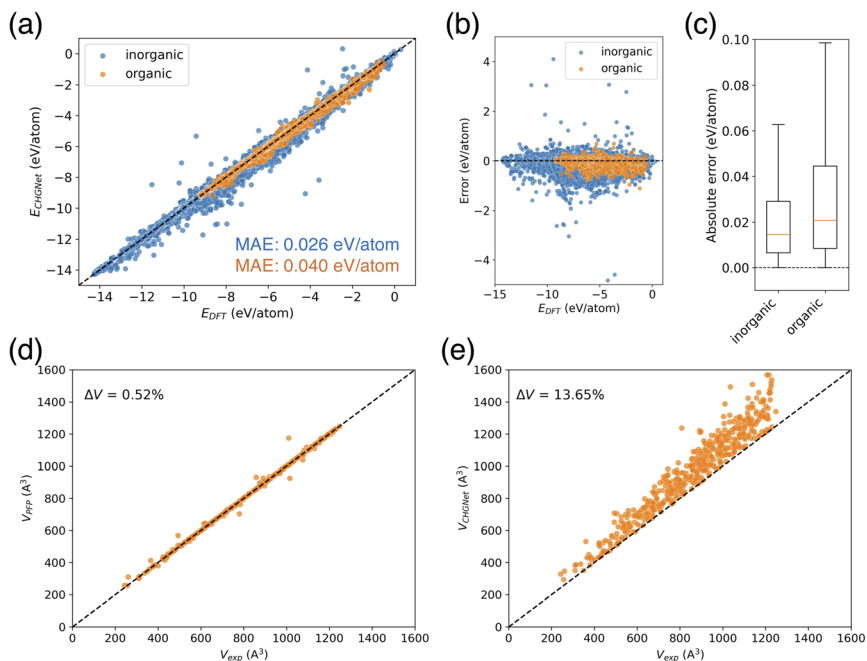 (a)
inorganic
organic
0
−2
−4
−6
−8
−10
−12
−14
E_CHGNet (eV/atom)
MAE: 0.026 eV/atom
MAE: 0.040 eV/atom
−14 −12 −10 −8 −6 −4 −2 0
E_DFT (eV/atom)
(b)
inorganic
organic
4
2
0
−2
−4
Error (eV/atom)
−15 −10 −5 0
E_DFT (eV/atom)
(c)
0.10
0.08
0.06
0.04
0.02
0.00
Absolute error (eV/atom)
inorganic
organic
(d)
ΔV = 0.52%
1600
1400
1200
1000
800
600
400
200
0
V_PFP (A³)
0 200 400 600 800 1000 1200 1400 1600
V_exp (A³)
(e)
ΔV = 13.65%
1600
1400
1200
1000
800
600
400
200
0
V_CHGNet (A³)
0 200 400 600 800 1000 1200 1400 1600
V_exp (A³)